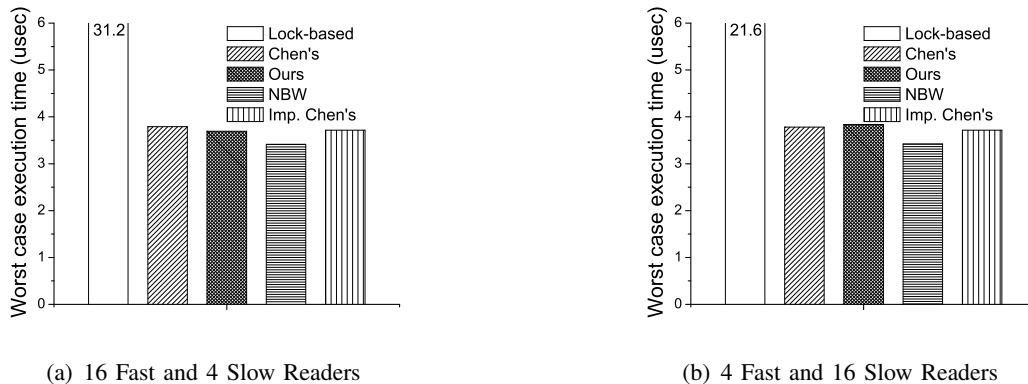 Worst case execution time (usec)
6
5
4
3
2
1
0
31.2
Lock-based
Chen's
Ours
NBW
Imp. Chen's
(a) 16 Fast and 4 Slow Readers
Worst case execution time (usec)
6
5
4
3
2
1
0
21.6
Lock-based
Chen's
Ours
NBW
Imp. Chen's
(b) 4 Fast and 16 Slow Readers